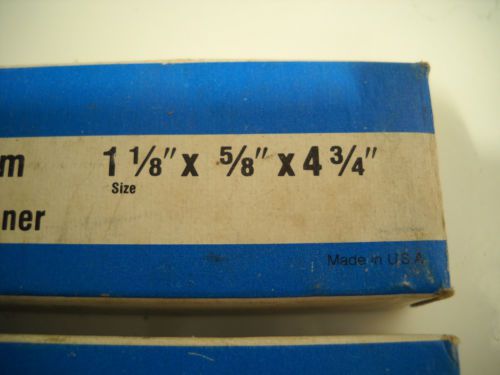 m 1 1/8" x 5/8" x 4 3/4"
Size
ner
Made in U.S.A.